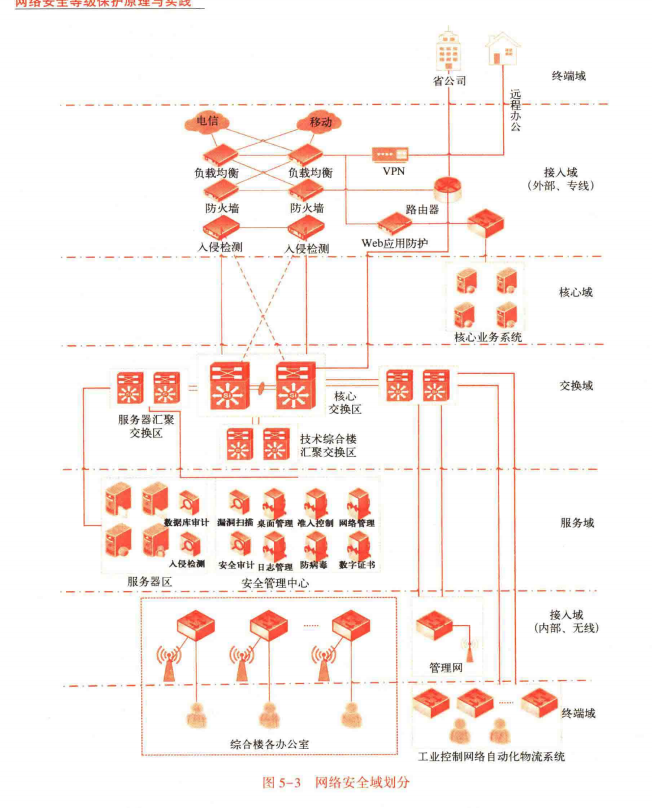 网络安全等级保护原理与实践
省公司
终端域
远程办公
电信
移动
负载均衡
负载均衡
VPN
接入域
(外部、专线)
防火墙
防火墙
路由器
入侵检测
入侵检测
Web应用防护
核心域
核心业务系统
交换域
核心
交换区
服务器汇聚
交换区
技术综合楼
汇聚交换区
数据库审计
漏洞扫描
桌面管理
准入控制
网络管理
服务域
入侵检测
安全审计
日志管理
防病毒
数字证书
服务器区
安全管理中心
接入域
(内部、无线)
......
管理网
......
终端域
综合楼各办公室
工业控制网络自动化物流系统
图 5-3 网络安全域划分